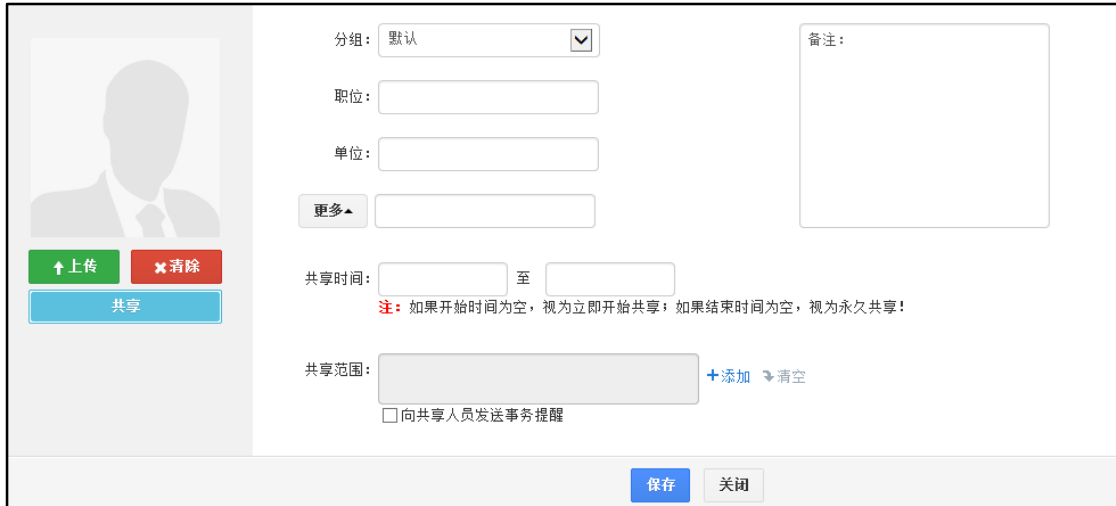 分组: 默认
备注:
职位:
单位:
更多
上传 清除
共享
共享时间: 至
注: 如果开始时间为空, 视为立即开始共享; 如果结束时间为空, 视为永久共享!
共享范围: +添加 清空
向共享人员发送事务提醒
保存 关闭